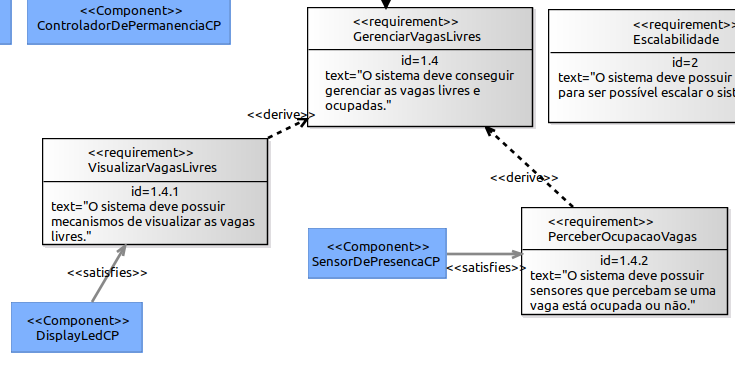 <<Component>>
ControladorDePermanenciaCP
<<requirement>>
GerenciarVagasLivres
id=1.4
text="O sistema deve conseguir
gerenciar as vagas livres e
ocupadas."
<<requirement>>
Escalabilidade
id=2
text="O sistema deve possuir
para ser possível escalar o sist
<<derive>>
<<requirement>>
VisualizarVagasLivres
id=1.4.1
text="O sistema deve possuir
mecanismos de visualizar as vagas
livres."
<<derive>>
<<requirement>>
PerceberOcupacaoVagas
id=1.4.2
text="O sistema deve possuir
sensores que percebam se uma
vaga está ocupada ou não."
<<Component>>
SensorDePresencaCP
<<satisfies>>
<<satisfies>>
<<Component>>
DisplayLedCP